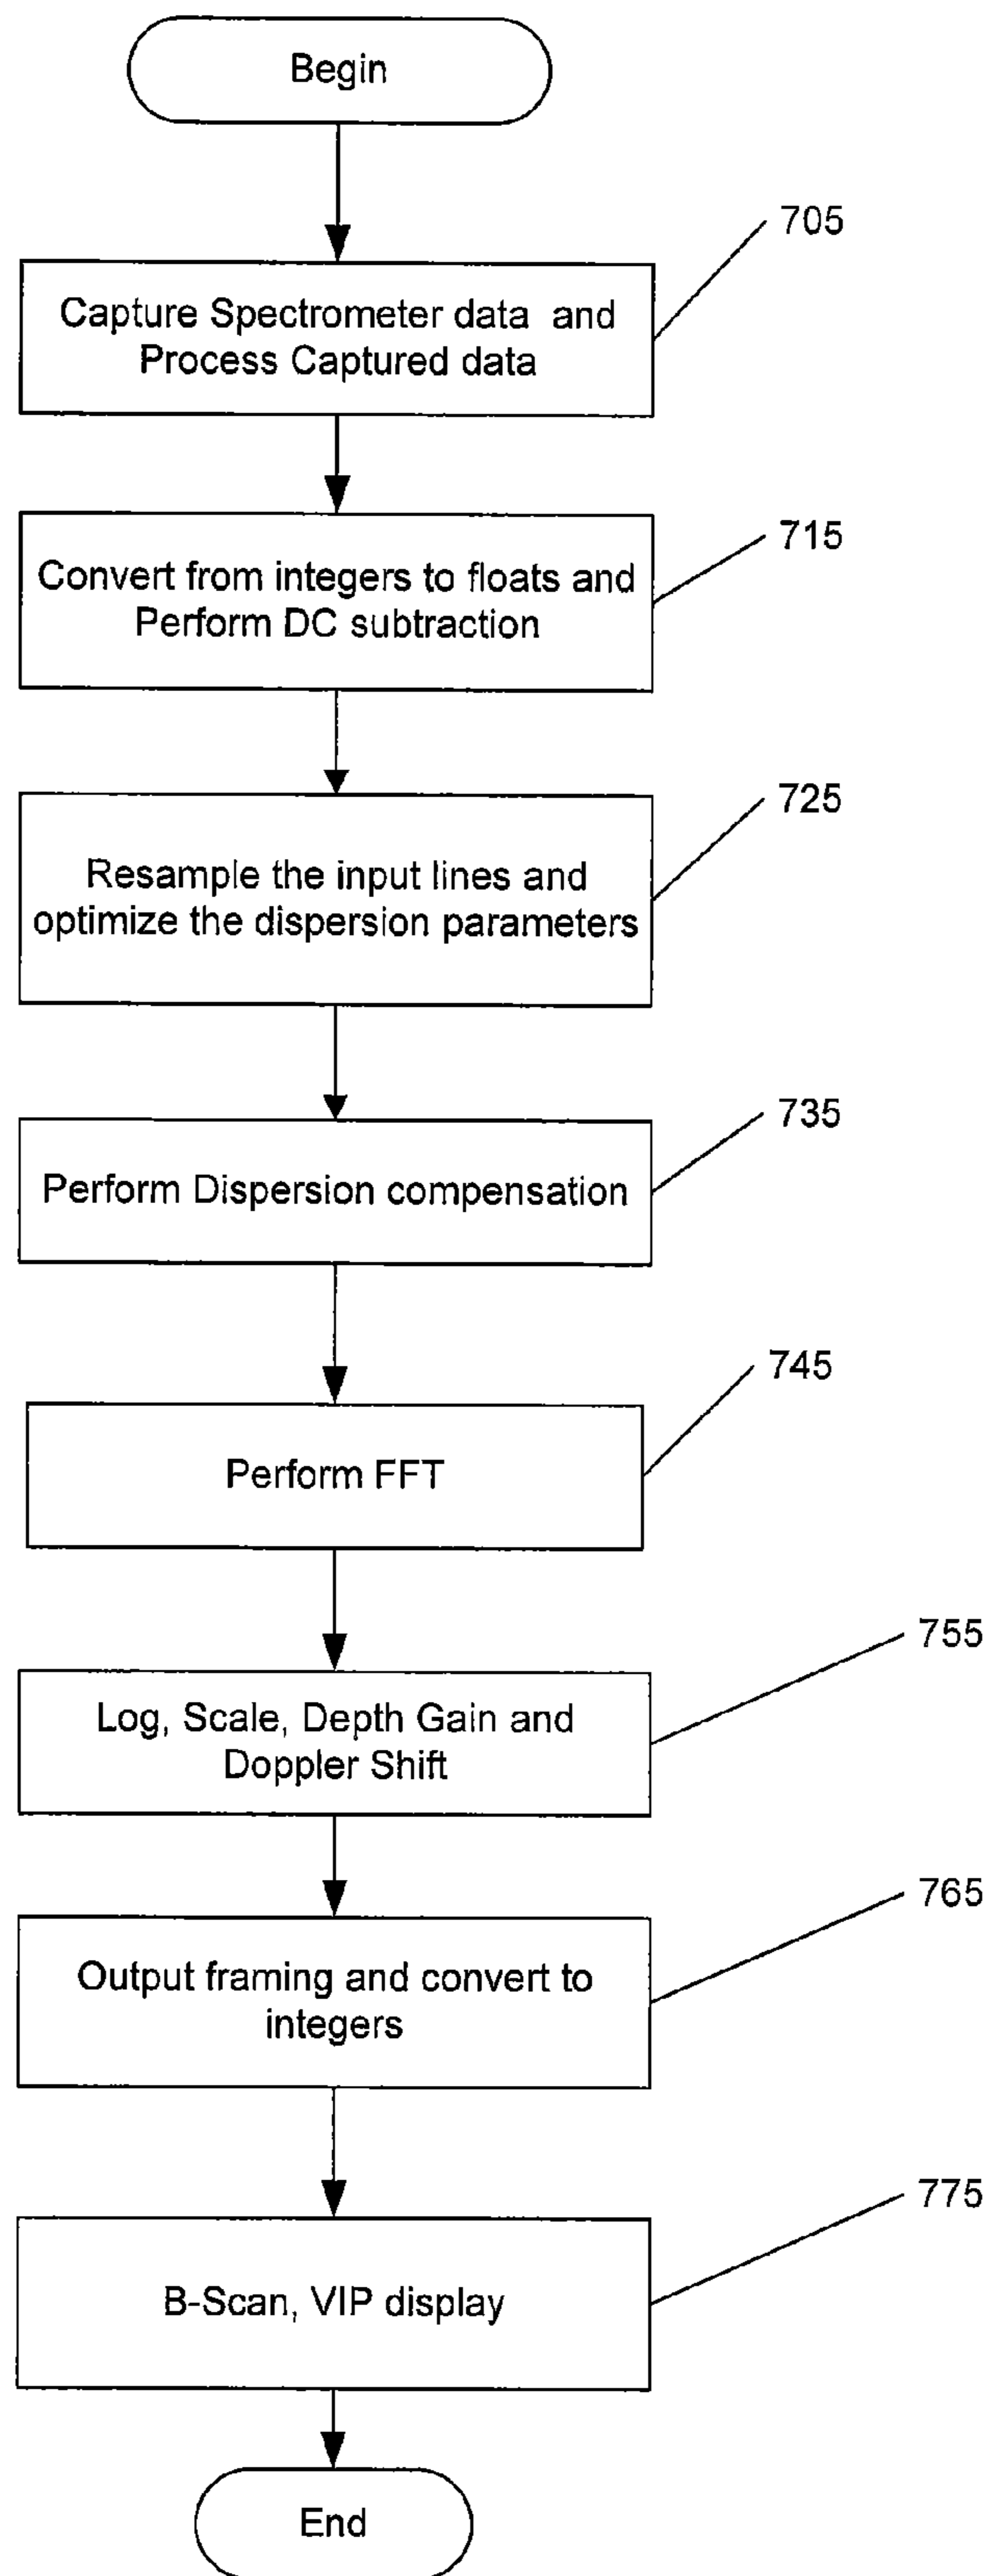 Begin
705
Capture Spectrometer data and
Process Captured data
715
Convert from integers to floats and
Perform DC subtraction
725
Resample the input lines and
optimize the dispersion parameters
735
Perform Dispersion compensation
745
Perform FFT
755
Log, Scale, Depth Gain and
Doppler Shift
765
Output framing and convert to
integers
775
B-Scan, VIP display
End